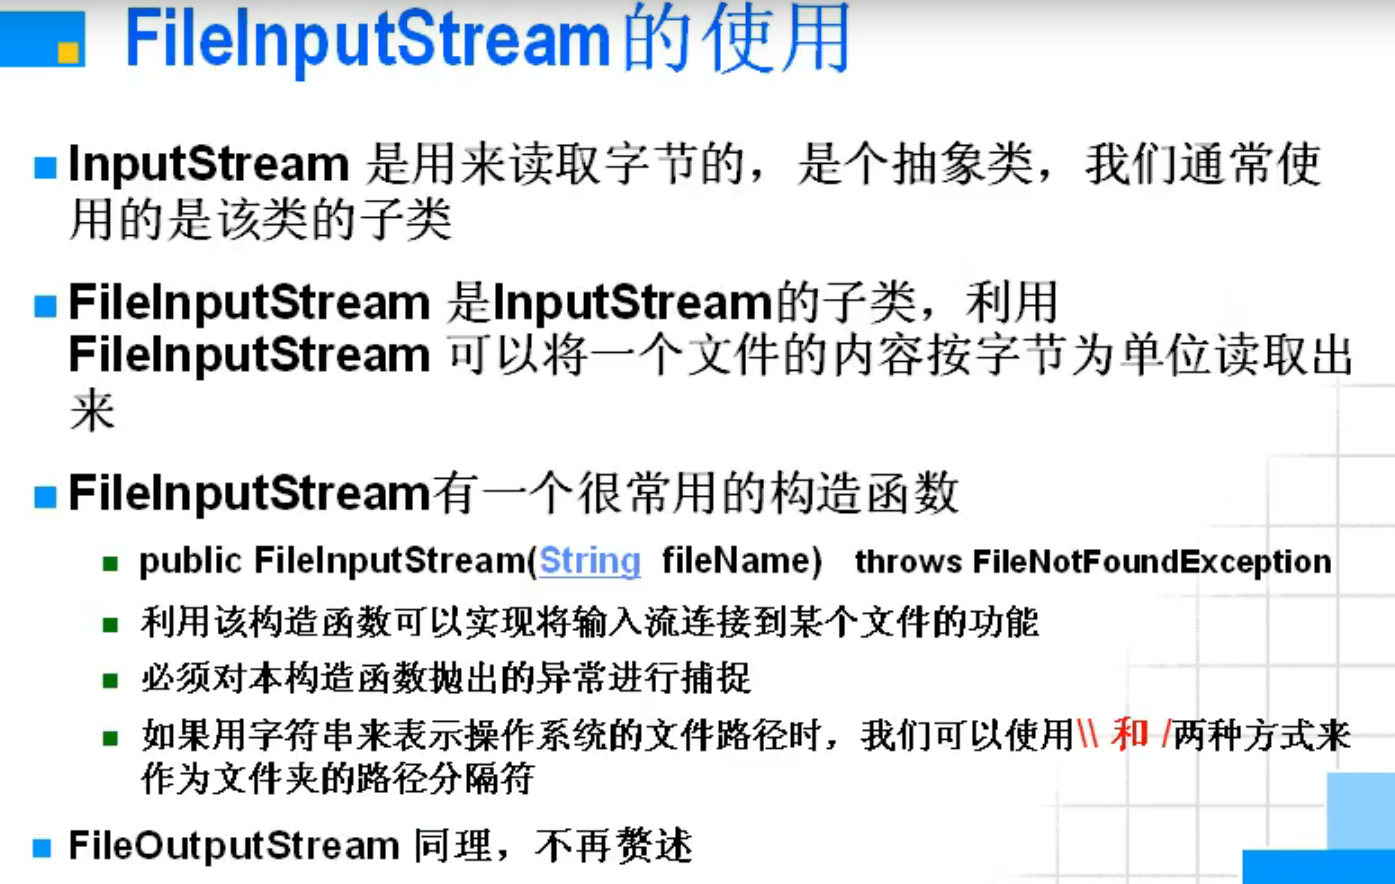 FileInputStream的使用
InputStream 是用来读取字节的，是个抽象类，我们通常使
用的是该类的子类
FileInputStream 是InputStream的子类，利用
FileInputStream 可以将一个文件的内容按字节为单位读取出
来
FileInputStream有一个很常用的构造函数
public FileInputStream(String fileName) throws FileNotFoundException
利用该构造函数可以实现将输入流连接到某个文件的功能
必须对本构造函数抛出的异常进行捕捉
如果用字符串来表示操作系统的文件路径时，我们可以使用\\ 和 /两种方式来
作为文件夹的路径分隔符
FileOutputStream 同理，不再赘述